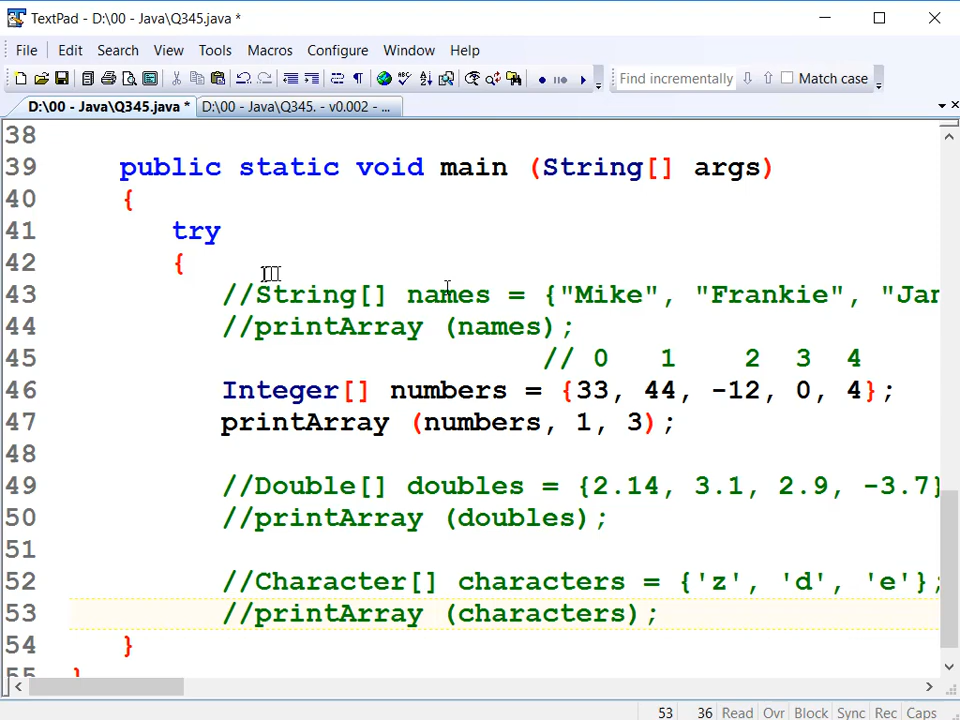 TextPad - D:\00 - Java\Q345.java *
File Edit Search View Tools Macros Configure Window Help
Find incrementally Match case
D:\00 - Java\Q345.java * D:\00 - Java\Q345. - v0.002 - ...
38
39 public static void main (String[] args)
40 {
41 try
42 {
43 //String[] names = {"Mike", "Frankie", "Jan
44 //printArray (names);
45 // 0 1 2 3 4
46 Integer[] numbers = {33, 44, -12, 0, 4};
47 printArray (numbers, 1, 3);
48
49 //Double[] doubles = {2.14, 3.1, 2.9, -3.7}
50 //printArray (doubles);
51
52 //Character[] characters = {'z', 'd', 'e'};
53 //printArray (characters);
54 }
55 }
53 36 Read Ovr Block Sync Rec Caps